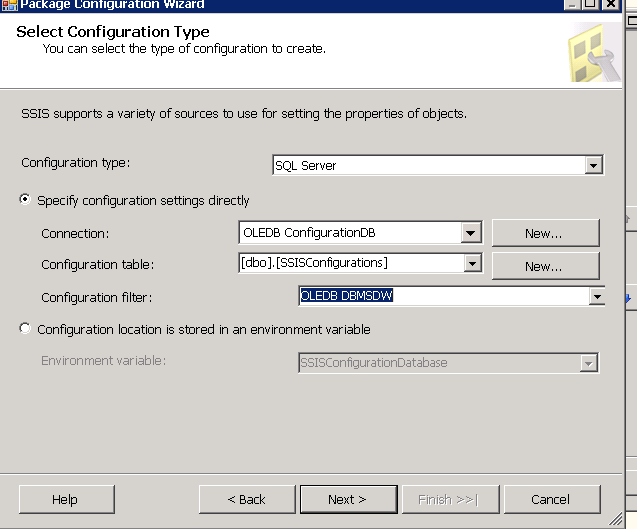 Package Configuration Wizard
Select Configuration Type
You can select the type of configuration to create.
SSIS supports a variety of sources to use for setting the properties of objects.
Configuration type: SQL Server
Specify configuration settings directly
Connection: OLEDB ConfigurationDB New...
Configuration table: [dbo].[SSISConfigurations] New...
Configuration filter: OLEDB DBMSDW
Configuration location is stored in an environment variable
Environment variable: SSISConfigurationDatabase
Help < Back Next > Finish >>| Cancel